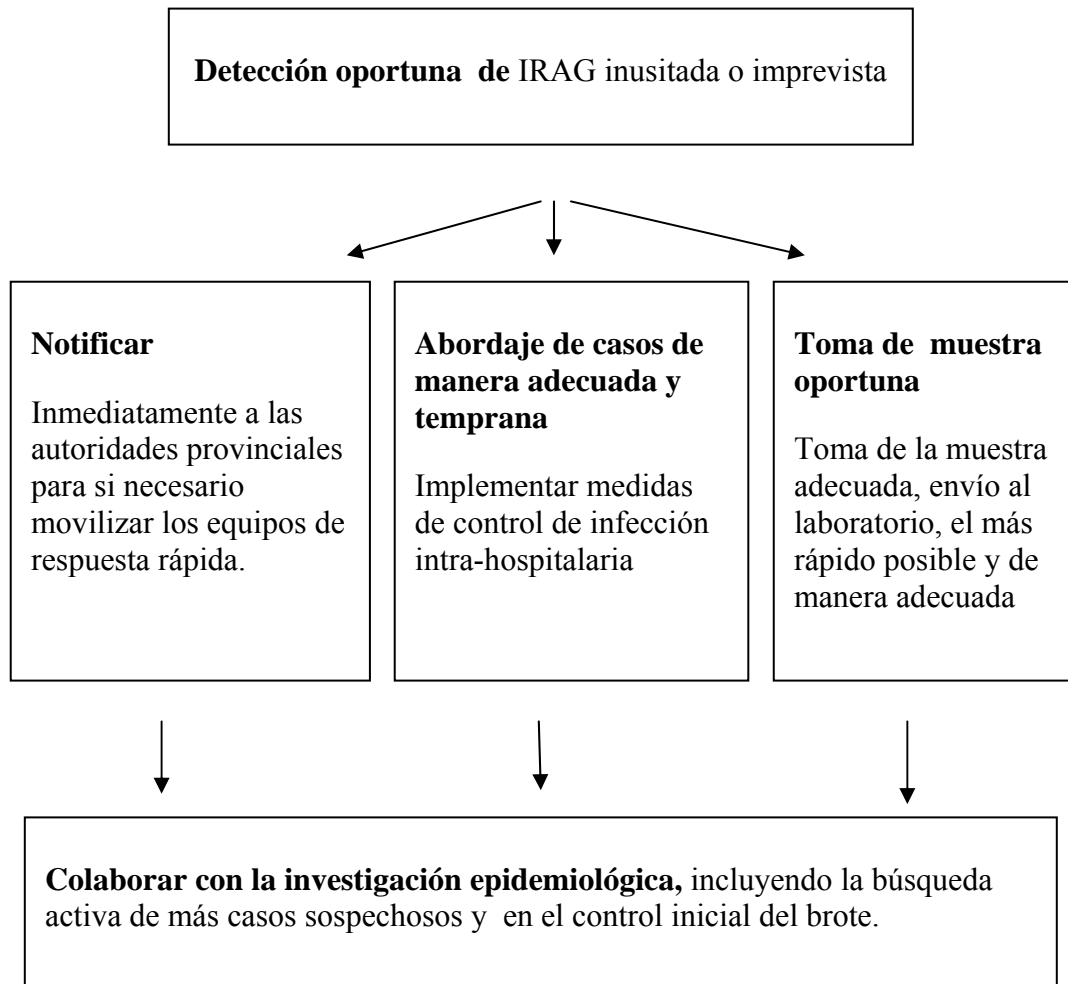 Detección oportuna de IRAG inusitada o imprevista
Notificar
Inmediatamente a las
autoridades provinciales
para si necesario
movilizar los equipos de
respuesta rápida.
Abordaje de casos de
manera adecuada y
temprana
Implementar medidas
de control de infección
intra-hospitalaria
Toma de muestra
oportuna
Toma de la muestra
adecuada, envío al
laboratorio, el más
rápido posible y de
manera adecuada
Colaborar con la investigación epidemiológica, incluyendo la búsqueda
activa de más casos sospechosos y en el control inicial del brote.